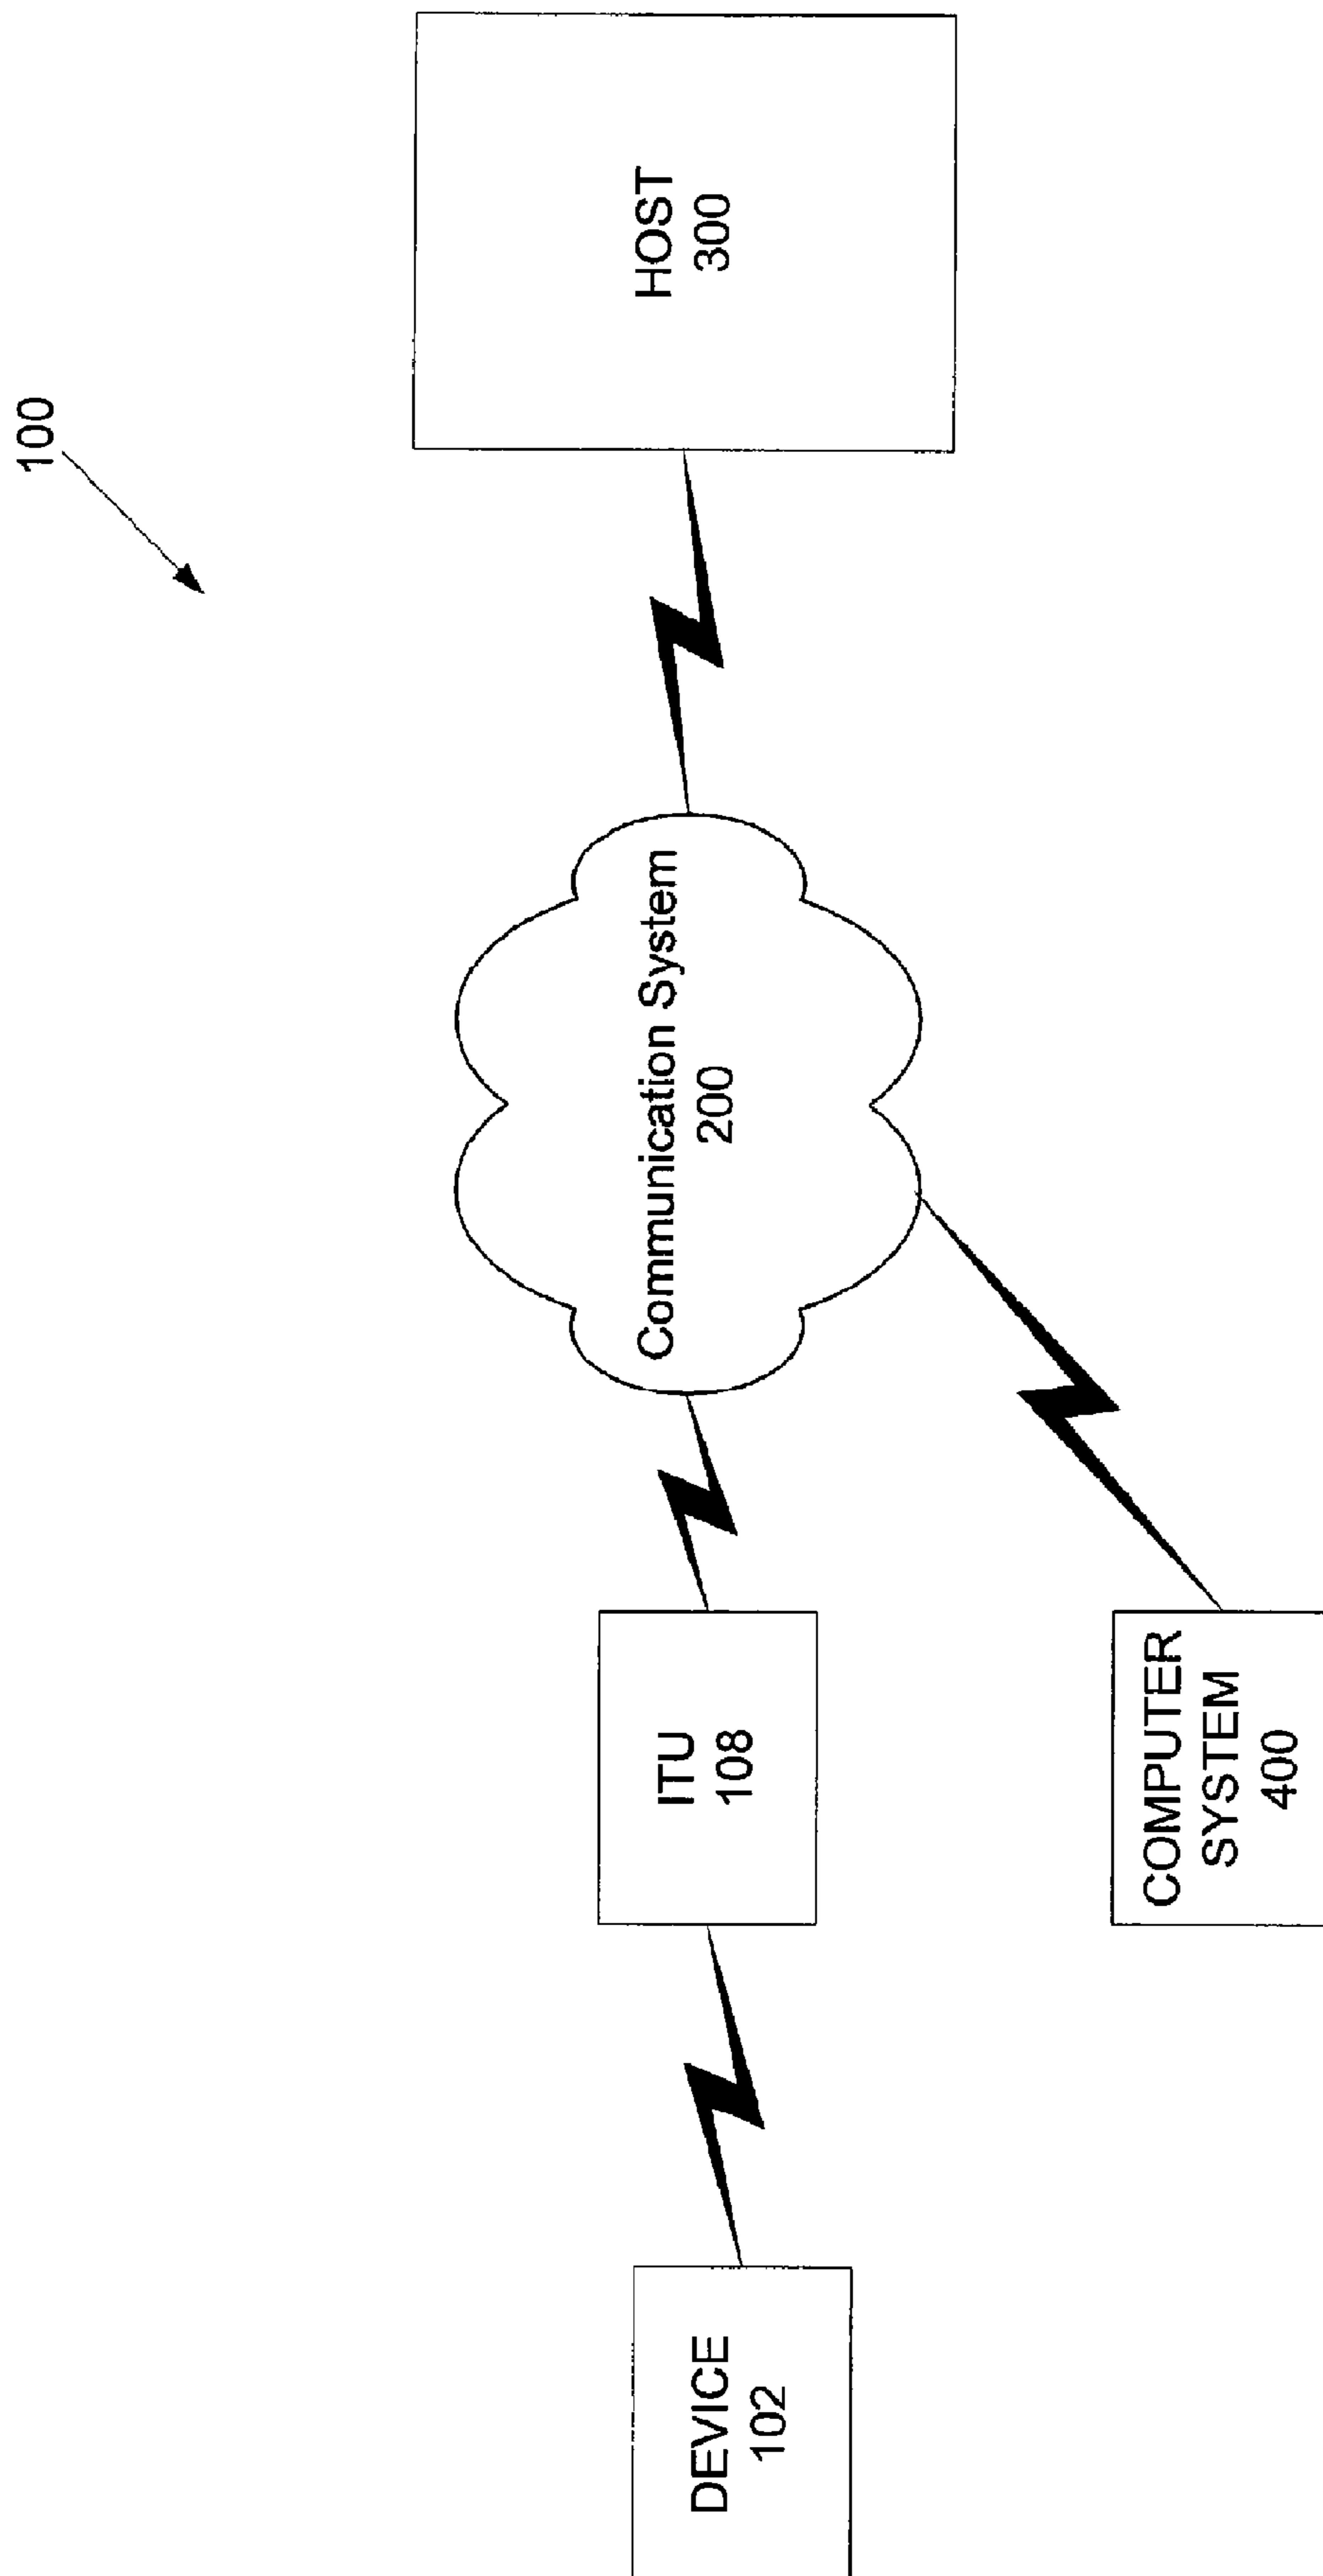 100
HOST
300
Communication System
200
ITU
108
COMPUTER
SYSTEM
400
DEVICE
102